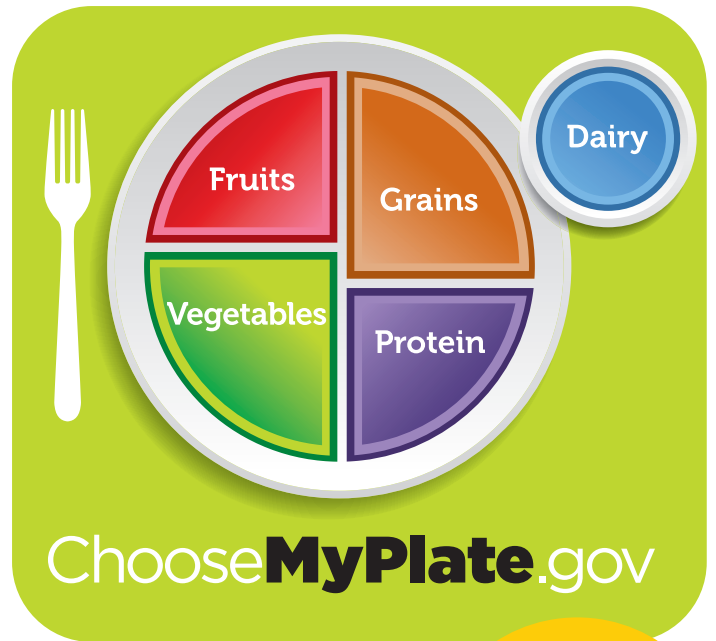 Fruits
Grains
Dairy
Vegetables
Protein
ChooseMyPlate.gov